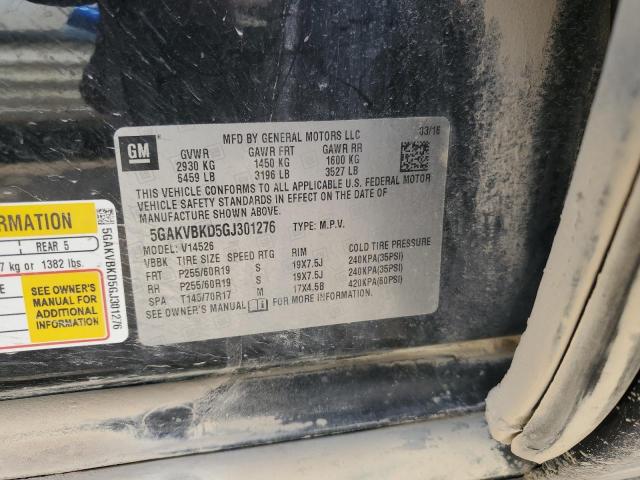 GM
MFD BY GENERAL MOTORS LLC
03/16
GVWR GAWR FRT GAWR RR
2930 KG 1450 KG 1600 KG
6459 LB 3196 LB 3527 LB
THIS VEHICLE CONFORMS TO ALL APPLICABLE U.S. FEDERAL MOTOR
VEHICLE SAFETY STANDARDS IN EFFECT ON THE DATE OF
MANUFACTURE SHOWN ABOVE.
5GAKVBKD5GJ301276 TYPE: M.P.V.
MODEL: V14526
VBBK TIRE SIZE SPEED RTG RIM COLD TIRE PRESSURE
FRT P255/60R19 S 19X7.5J 240KPA(35PSI)
RR P255/60R19 S 19X7.5J 240KPA(35PSI)
SPA T145/70R17 M 17X4.5B 420KPA(60PSI)
SEE OWNER'S MANUAL FOR MORE INFORMATION.
FORMATION
REAR 5
7 kg or 1382 lbs.
SEE OWNER'S
MANUAL FOR
ADDITIONAL
INFORMATION
5GAKVBKD5GJ301276